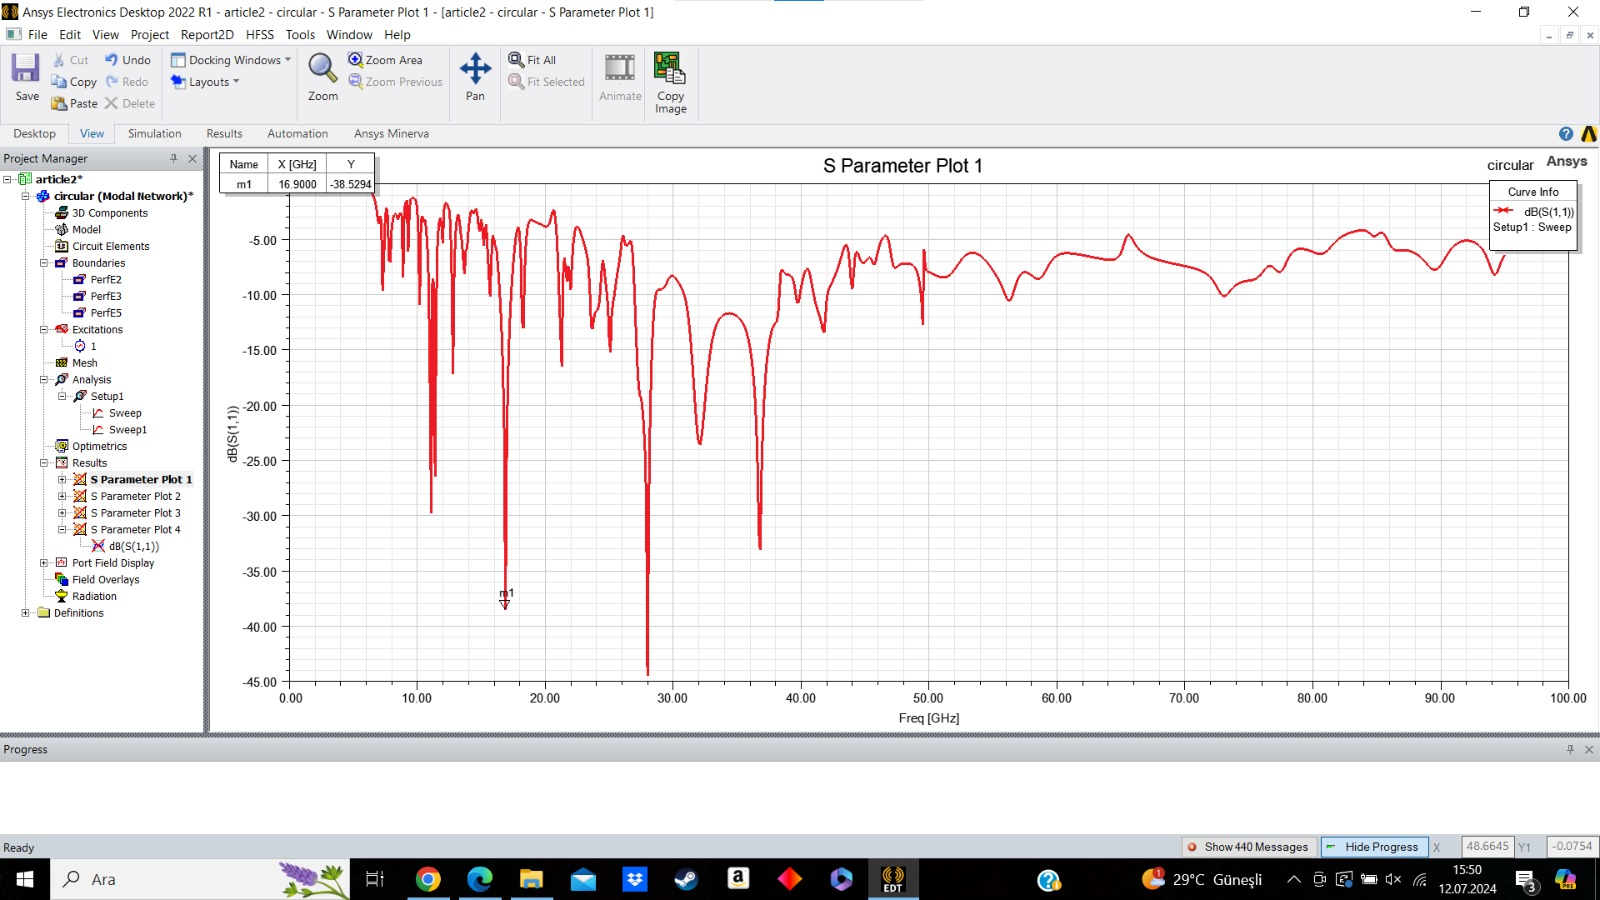 Ansys Electronics Desktop 2022 R1 - article2 - circular - S Parameter Plot 1 - [article2 - circular - S Parameter Plot 1]
File Edit View Project Report2D HFSS Tools Window Help
Save
Cut
Copy
Paste
Undo
Redo
Delete
Docking Windows
Layouts
Zoom
Zoom Area
Zoom Previous
Pan
Fit All
Fit Selected
Animate
Copy
Image
Desktop View Simulation Results Automation Ansys Minerva
Project Manager
article2*
circular (Modal Network)*
3D Components
Model
Circuit Elements
Boundaries
PerfE2
PerfE3
PerfE5
Excitations
1
Mesh
Analysis
Setup1
Sweep
Sweep1
Optimetrics
Results
S Parameter Plot 1
S Parameter Plot 2
S Parameter Plot 3
S Parameter Plot 4
dB(S(1,1))
Port Field Display
Field Overlays
Radiation
Definitions
Name X [GHz] Y
m1 16.9000 -38.5294
S Parameter Plot 1
circular
Ansys
Curve Info
dB(S(1,1))
Setup1 : Sweep
dB(S(1,1))
-5.00
-10.00
-15.00
-20.00
-25.00
-30.00
-35.00
-40.00
-45.00
m1
0.00 10.00 20.00 30.00 40.00 50.00 60.00 70.00 80.00 90.00 100.00
Freq [GHz]
Progress
Ready
Show 440 Messages
Hide Progress
X 48.6645 Y1 -0.0754
Ara
EDT
1
29°C Güneşli
15:50
12.07.2024
3
PRE